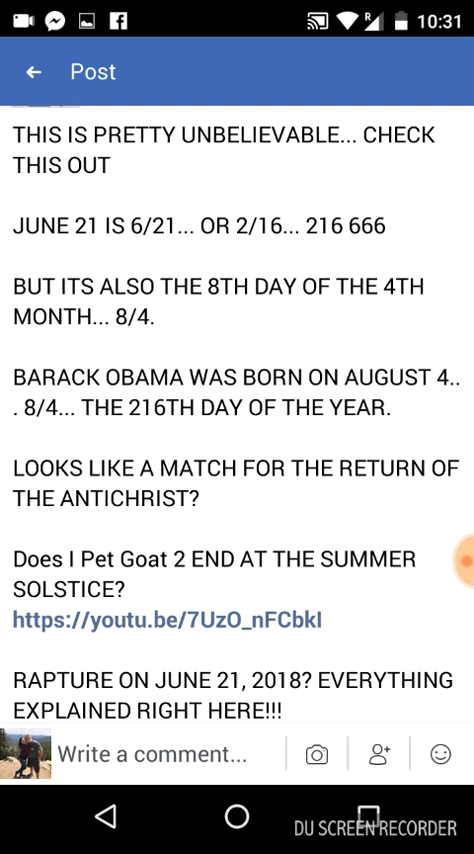 10:31
Post
THIS IS PRETTY UNBELIEVABLE... CHECK
THIS OUT
JUNE 21 IS 6/21... OR 2/16... 216 666
BUT ITS ALSO THE 8TH DAY OF THE 4TH
MONTH... 8/4.
BARACK OBAMA WAS BORN ON AUGUST 4..
. 8/4... THE 216TH DAY OF THE YEAR.
LOOKS LIKE A MATCH FOR THE RETURN OF
THE ANTICHRIST?
Does I Pet Goat 2 END AT THE SUMMER
SOLSTICE?
https://youtu.be/7UzO_nFCbkI
RAPTURE ON JUNE 21, 2018? EVERYTHING
EXPLAINED RIGHT HERE!!!
Write a comment...
DU SCREEN RECORDER